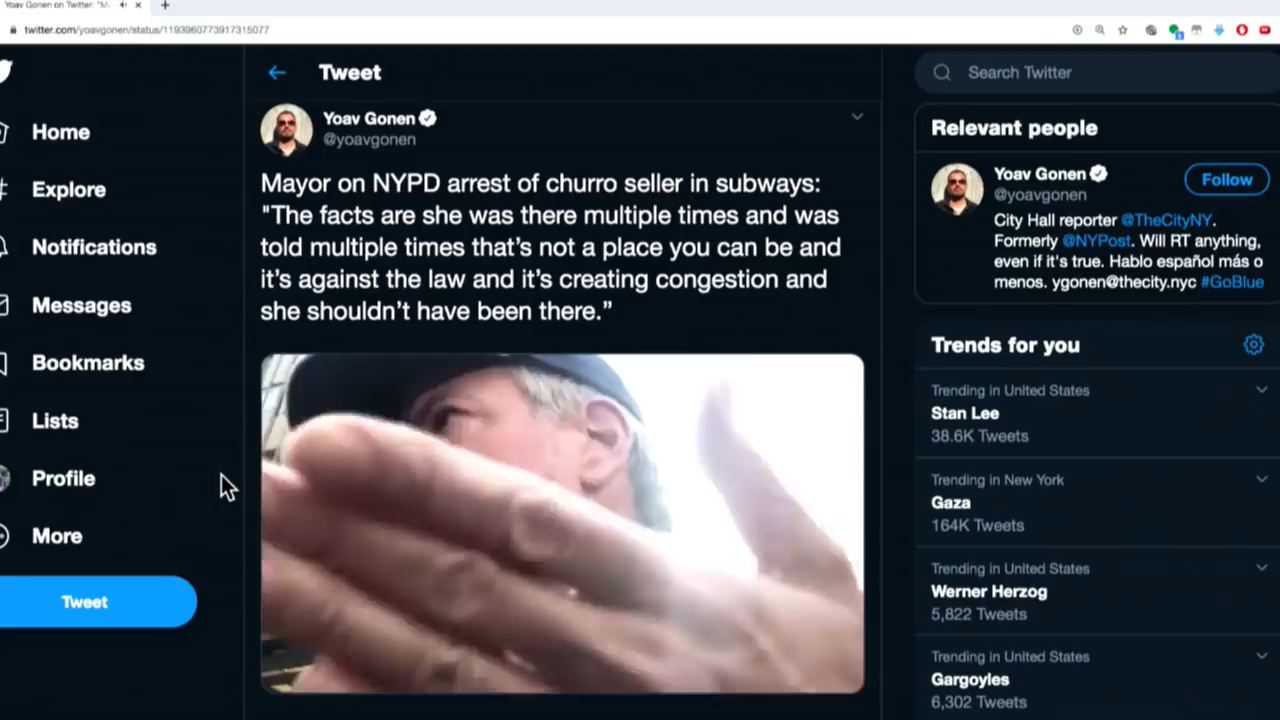 Yoav Gonen on Twitter: "M
twitter.com/yoavgonen/status/1193960773917315077
Home
Explore
Notifications
Messages
Bookmarks
Lists
Profile
More
Tweet
Tweet
Yoav Gonen
@yoavgonen
Mayor on NYPD arrest of churro seller in subways:
"The facts are she was there multiple times and was
told multiple times that’s not a place you can be and
it’s against the law and it’s creating congestion and
she shouldn’t have been there.”
Search Twitter
Relevant people
Yoav Gonen
@yoavgonen
Follow
City Hall reporter @TheCityNY.
Formerly @NYPost. Will RT anything,
even if it's true. Hablo español más o
menos. ygonen@thecity.nyc #GoBlue
Trends for you
Trending in United States
Stan Lee
38.6K Tweets
Trending in New York
Gaza
164K Tweets
Trending in United States
Werner Herzog
5,822 Tweets
Trending in United States
Gargoyles
6,302 Tweets